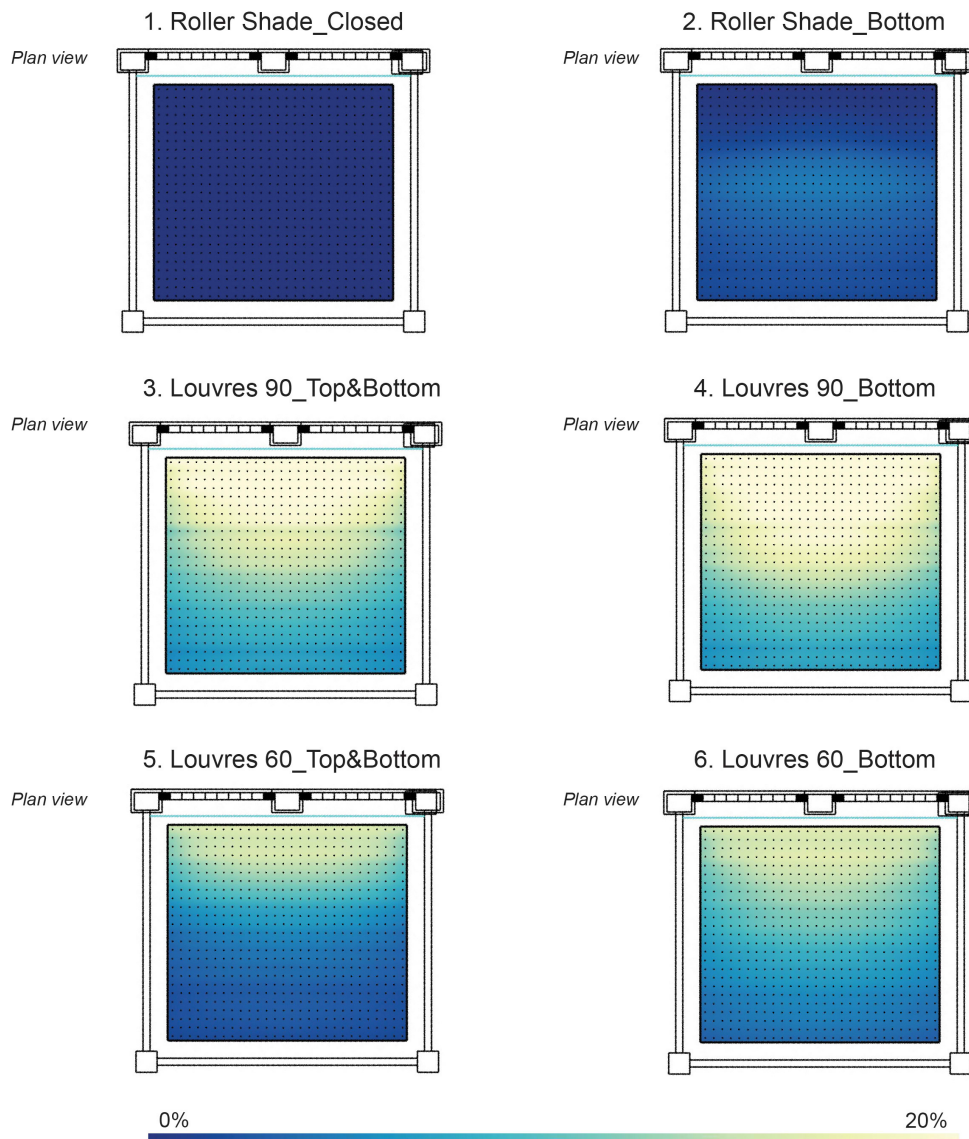 1. Roller Shade_Closed
2. Roller Shade_Bottom
Plan view
Plan view
3. Louvres 90_Top&Bottom
4. Louvres 90_Bottom
Plan view
Plan view
5. Louvres 60_Top&Bottom
6. Louvres 60_Bottom
Plan view
Plan view
0%
20%